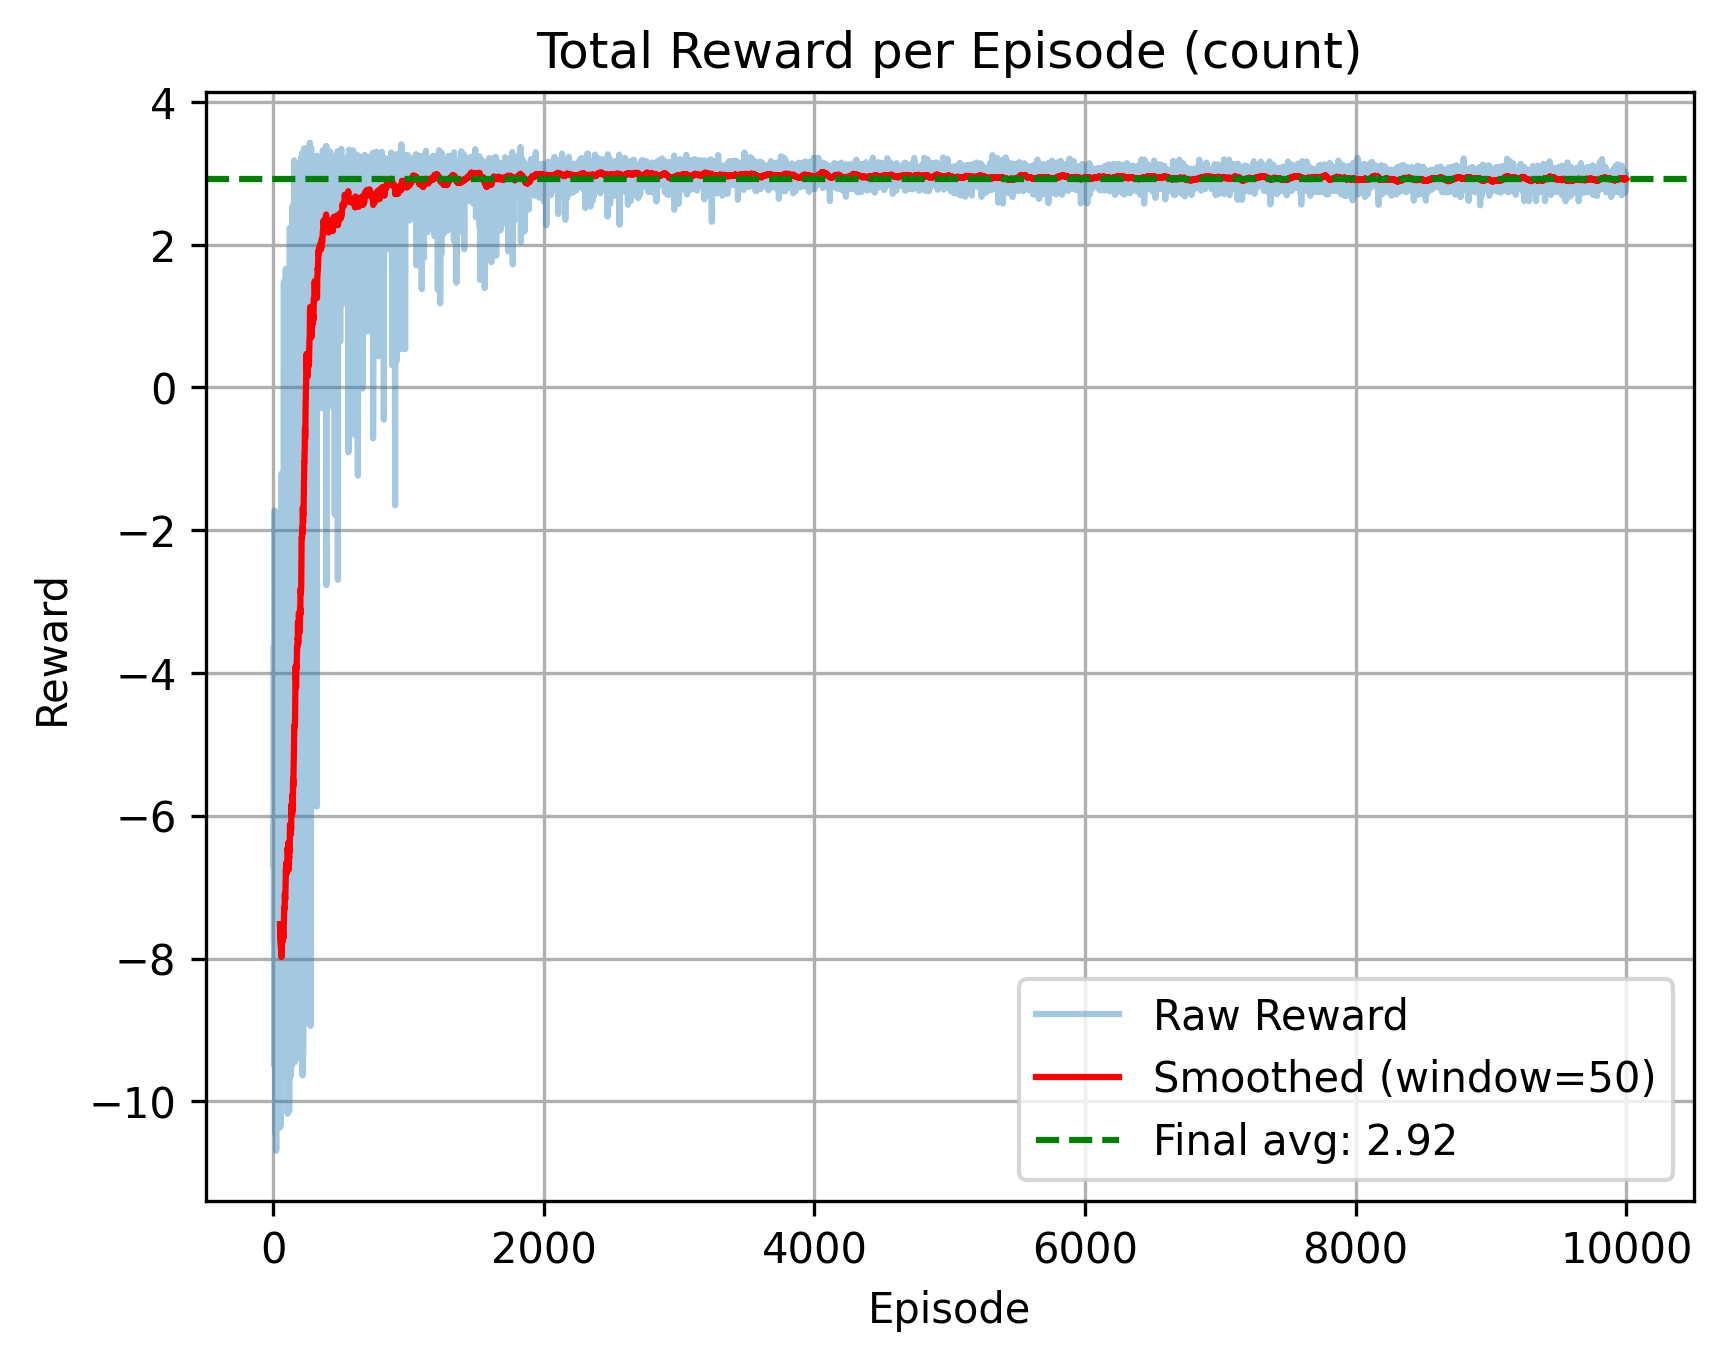 Total Reward per Episode (count)
4
2
0
−2
−4
−6
−8
−10
Reward
0
2000
4000
6000
8000
10000
Episode
Raw Reward
Smoothed (window=50)
Final avg: 2.92